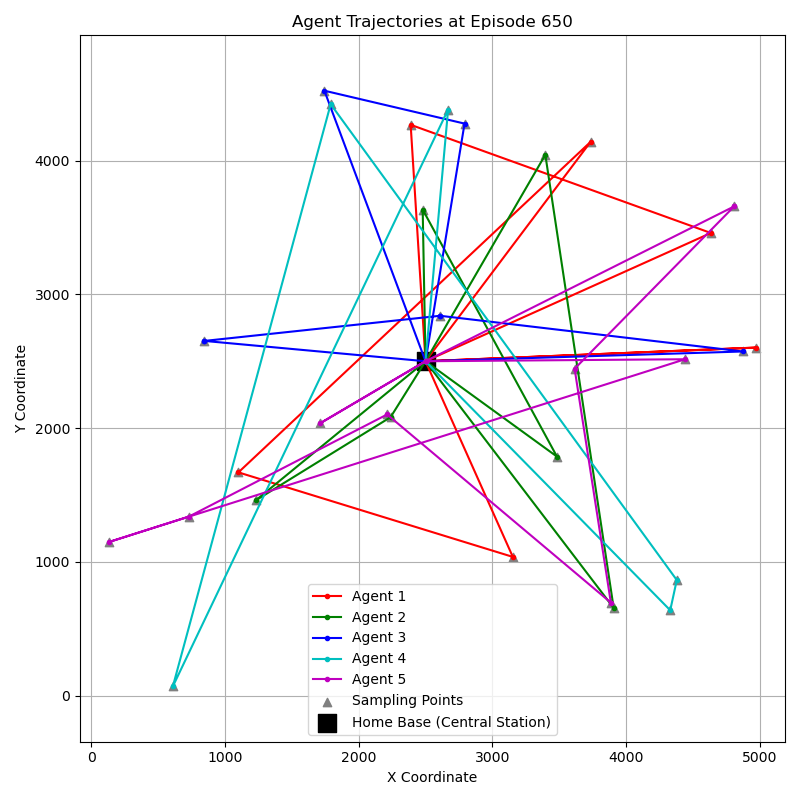 Agent Trajectories at Episode 650
Y Coordinate
4000
3000
2000
1000
0
Agent 1
Agent 2
Agent 3
Agent 4
Agent 5
Sampling Points
Home Base (Central Station)
0 1000 2000 3000 4000 5000
X Coordinate